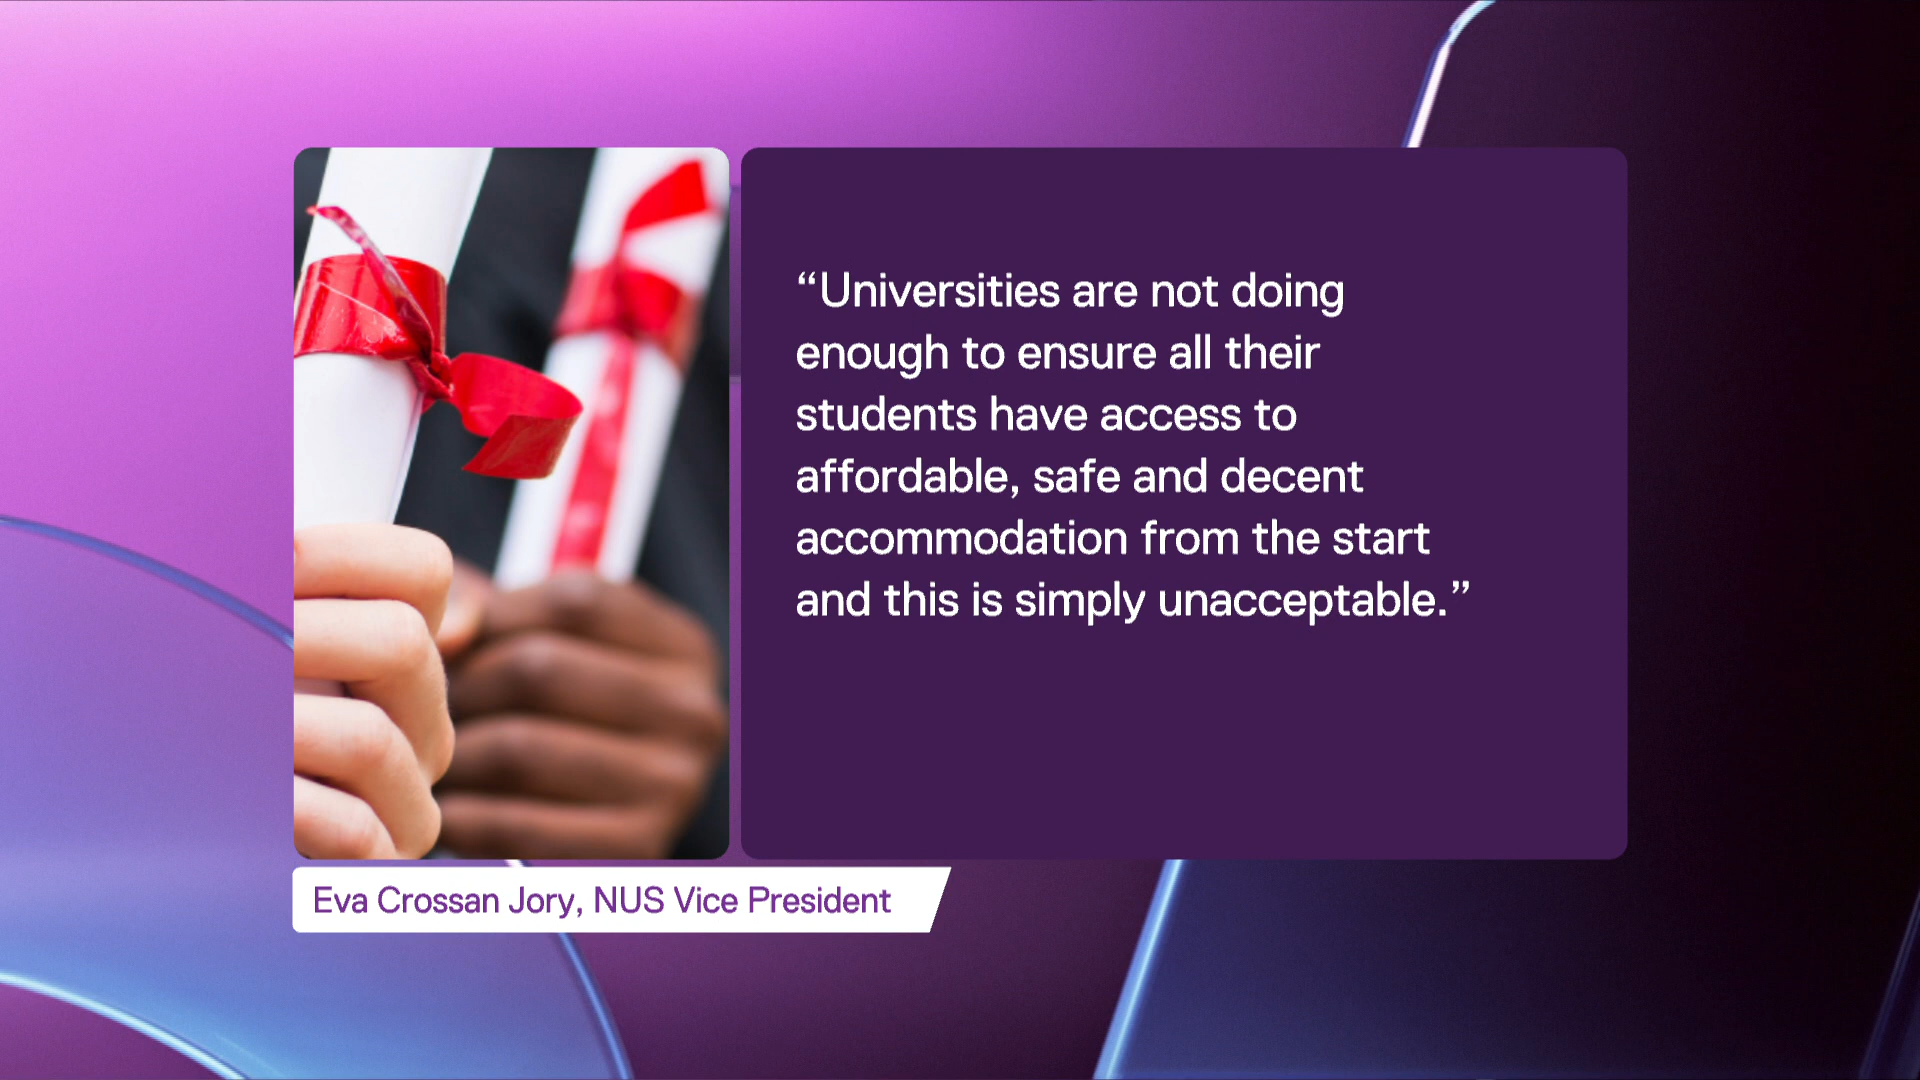 “Universities are not doing
enough to ensure all their
students have access to
affordable, safe and decent
accommodation from the start
and this is simply unacceptable.”
Eva Crossan Jory, NUS Vice President